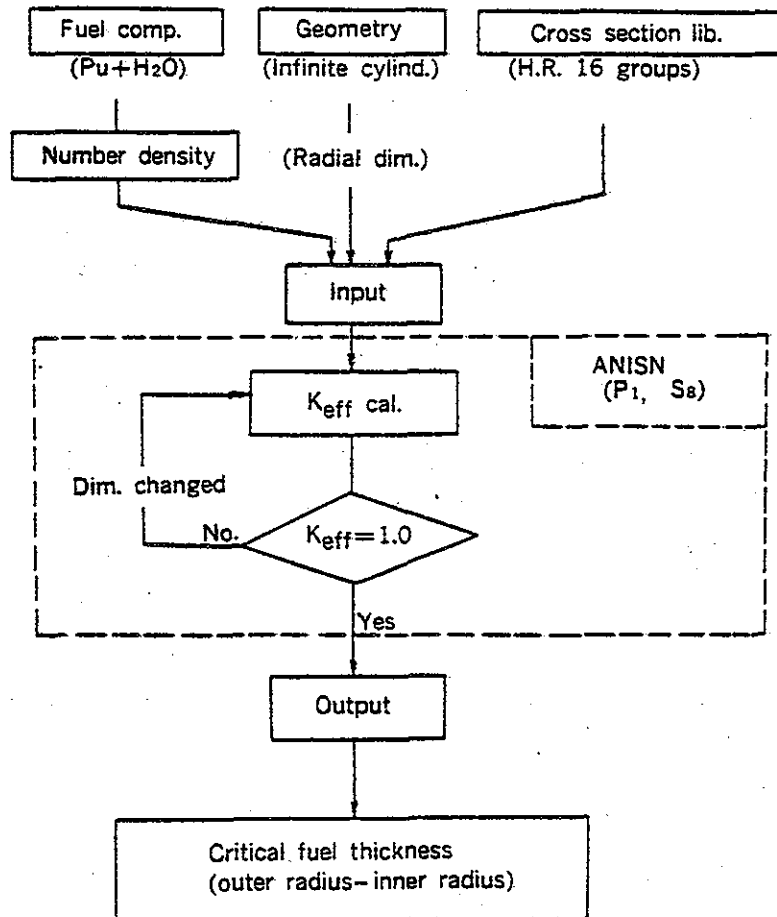 Fuel comp.
(Pu+H2O)
Geometry
(Infinite cylind.)
Cross section lib.
(H.R. 16 groups)
Number density
(Radial dim.)
Input
ANISN
(P1, S8)
Keff cal.
Dim. changed
No.
Keff=1.0
Yes
Output
Critical fuel thickness
(outer radius-inner radius)